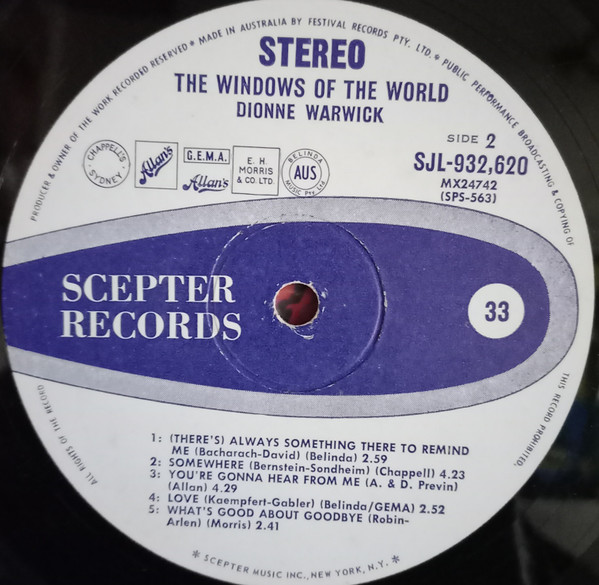 PRODUCER & OWNER OF THE WORK RECORDED RESERVED * MADE IN AUSTRALIA BY FESTIVAL RECORDS PTY. LTD. * PUBLIC PERFORMANCE BROADCASTING & COPYING OF
STEREO
THE WINDOWS OF THE WORLD
DIONNE WARWICK
SIDE 2
SJL-932,620
MX24742
(SPS-563)
CHAPPELL'S SYDNEY
Allan's
G.E.M.A.
Allan's
E. H.
MORRIS
& CO. LTD.
BELINDA
AUS
MUSIC PTY. LTD.
SCEPTER
RECORDS
33
THIS RECORD PROHIBITED.
ALL RIGHTS OF THE RECORD
1: (THERE'S) ALWAYS SOMETHING THERE TO REMIND
ME (Bacharach-David) (Belinda) 2.59
2: SOMEWHERE (Bernstein-Sondheim) (Chappell) 4.23
3: YOU'RE GONNA HEAR FROM ME (A. & D. Previn)
(Allan) 4.29
4: LOVE (Kaempfert-Gabler) (Belinda/GEMA) 2.52
5: WHAT'S GOOD ABOUT GOODBYE (Robin-
Arlen) (Morris) 2.41
* SCEPTER MUSIC INC., NEW YORK, N.Y. *